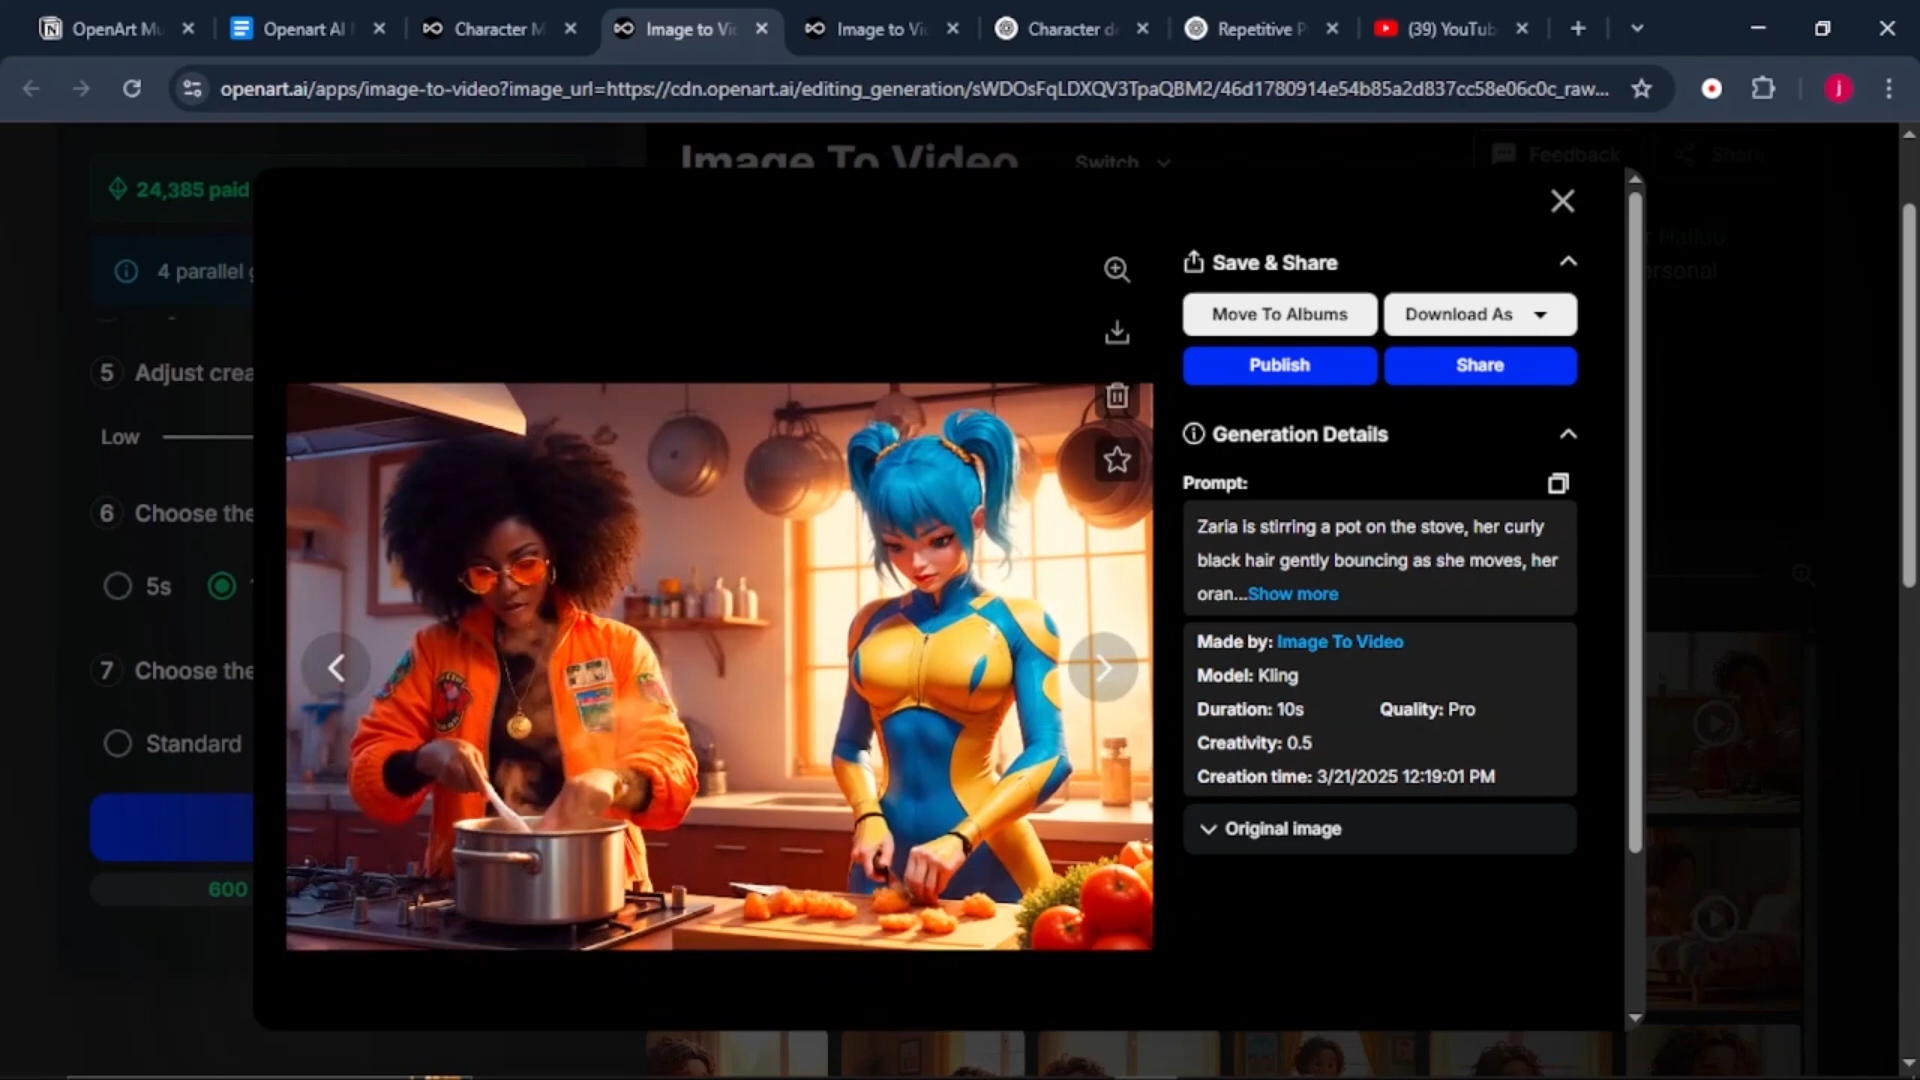 OpenArt Mu
Openart AI
Character M
Image to Vi
Image to Vi
Character d
Repetitive P
(39) YouTub
openart.ai/apps/image-to-video?image_url=https://cdn.openart.ai/editing_generation/sWDOsFqLDXQV3TpaQBM2/46d1780914e54b85a2d837cc58e06c0c_raw...
j
Image To Video
Switch
Feedback
Share
24,385 paid
4 parallel g
5 Adjust crea
Low
6 Choose the
5s
7 Choose the
Standard
600
Save & Share
Move To Albums
Download As
Publish
Share
Generation Details
Prompt:
Zaria is stirring a pot on the stove, her curly
black hair gently bouncing as she moves, her
oran...Show more
Made by: Image To Video
Model: Kling
Duration: 10s
Quality: Pro
Creativity: 0.5
Creation time: 3/21/2025 12:19:01 PM
Original image